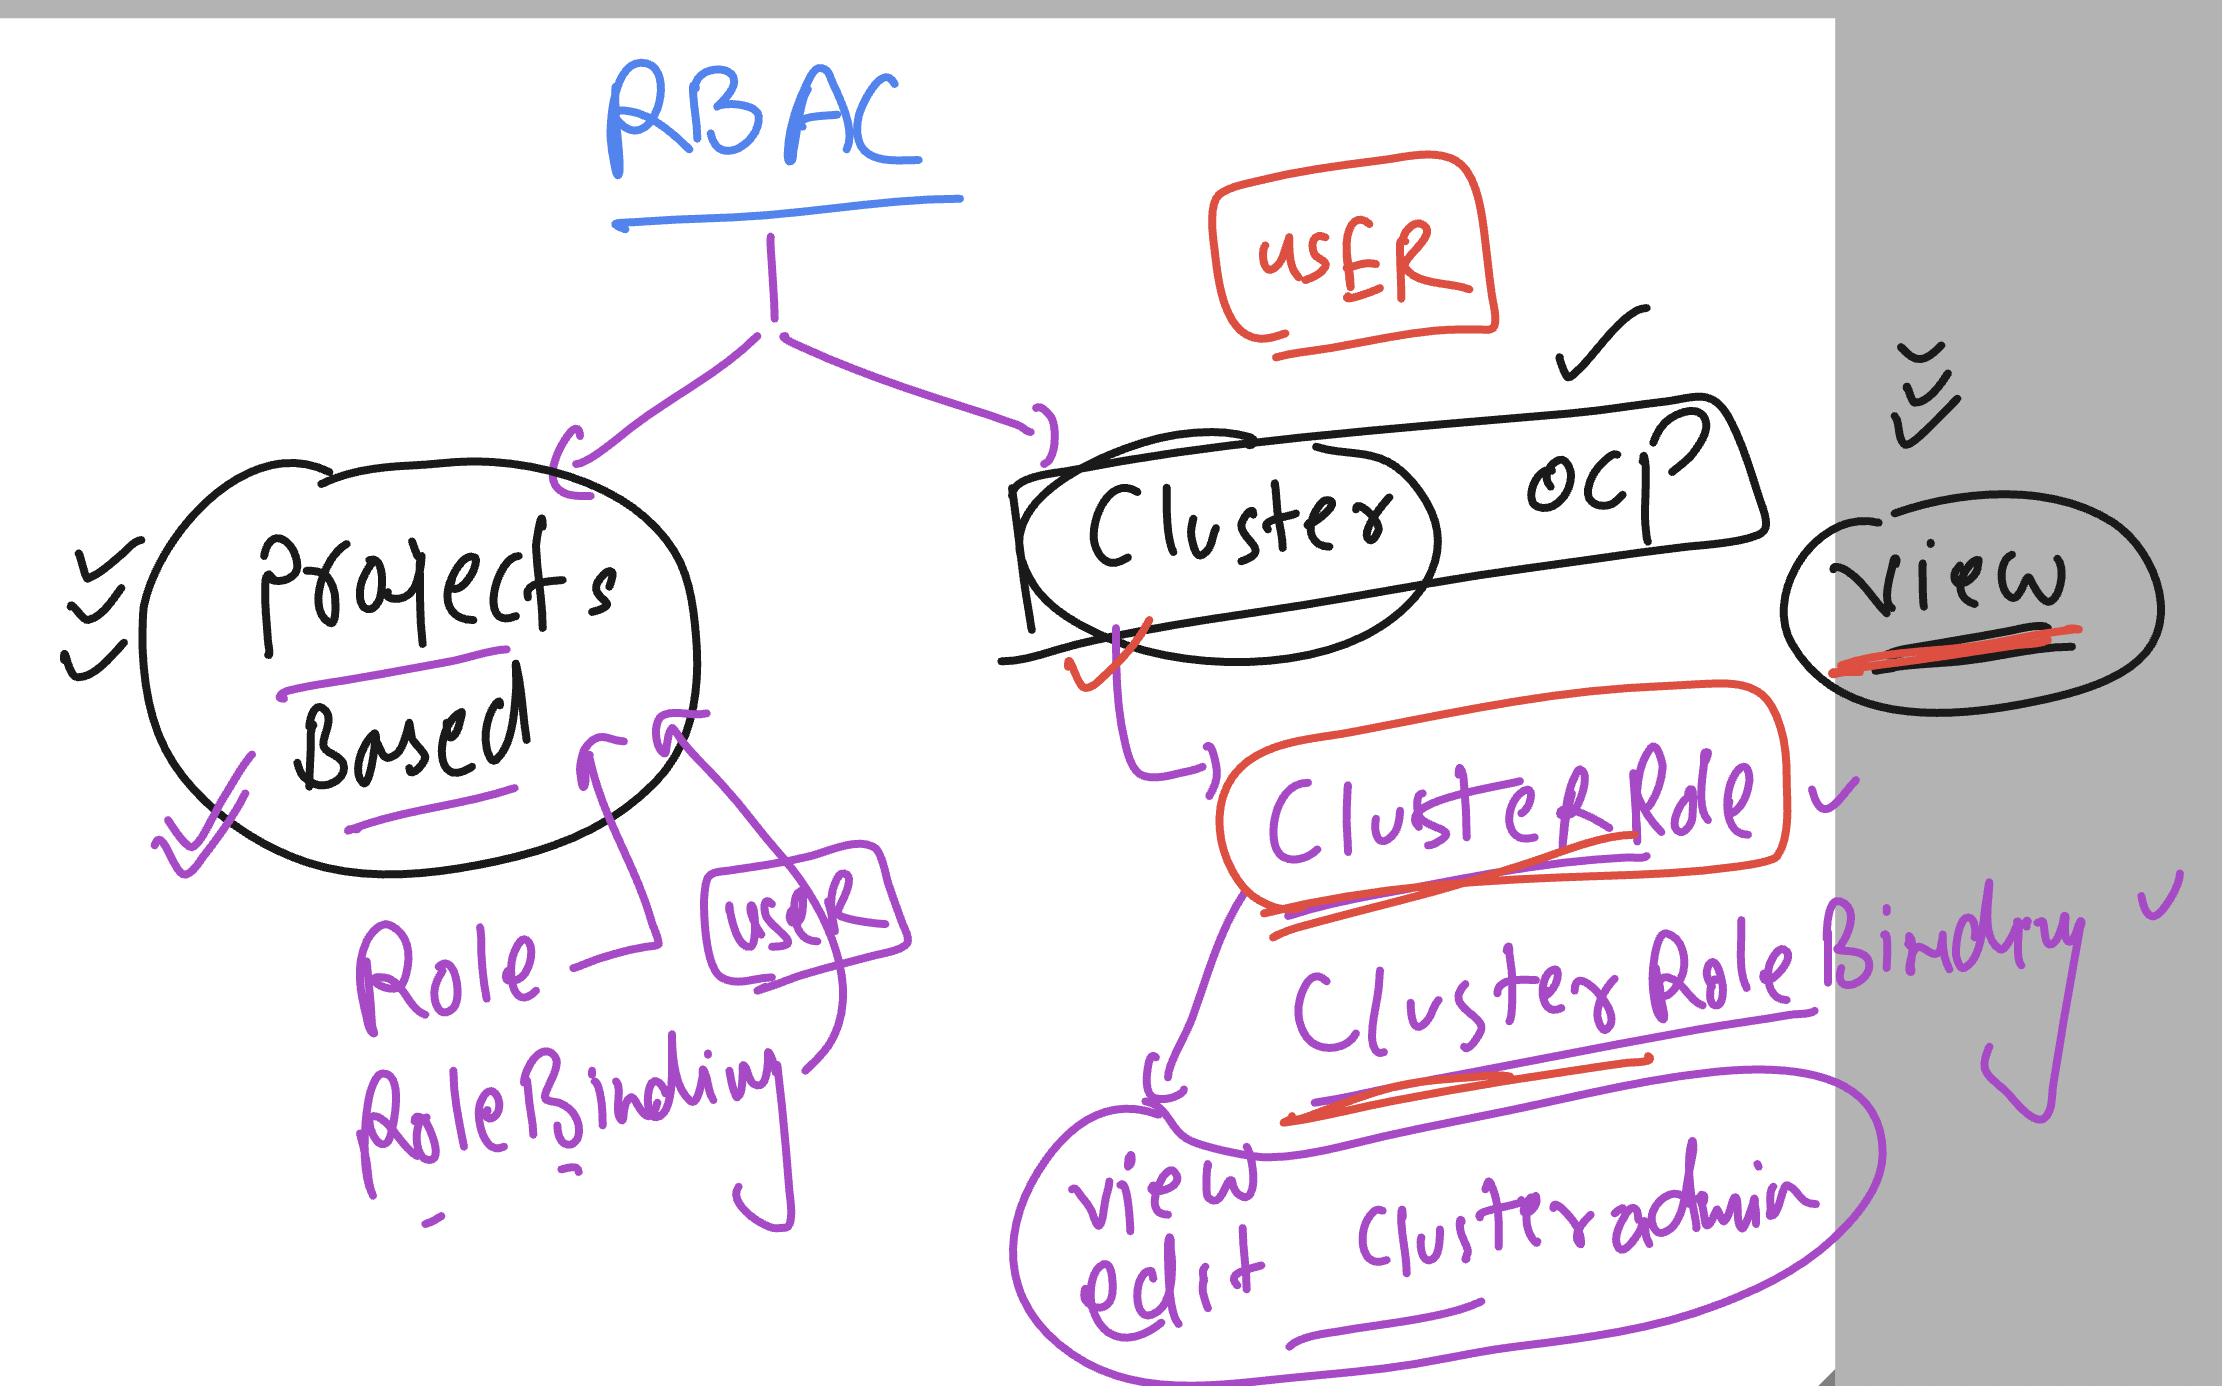 RBAC
usER
Cluster OCP
Projects
Based
view
ClusteRRole
ClusterRoleBinding
Role
useR
RoleBinding
view
edit
Clusteradmin